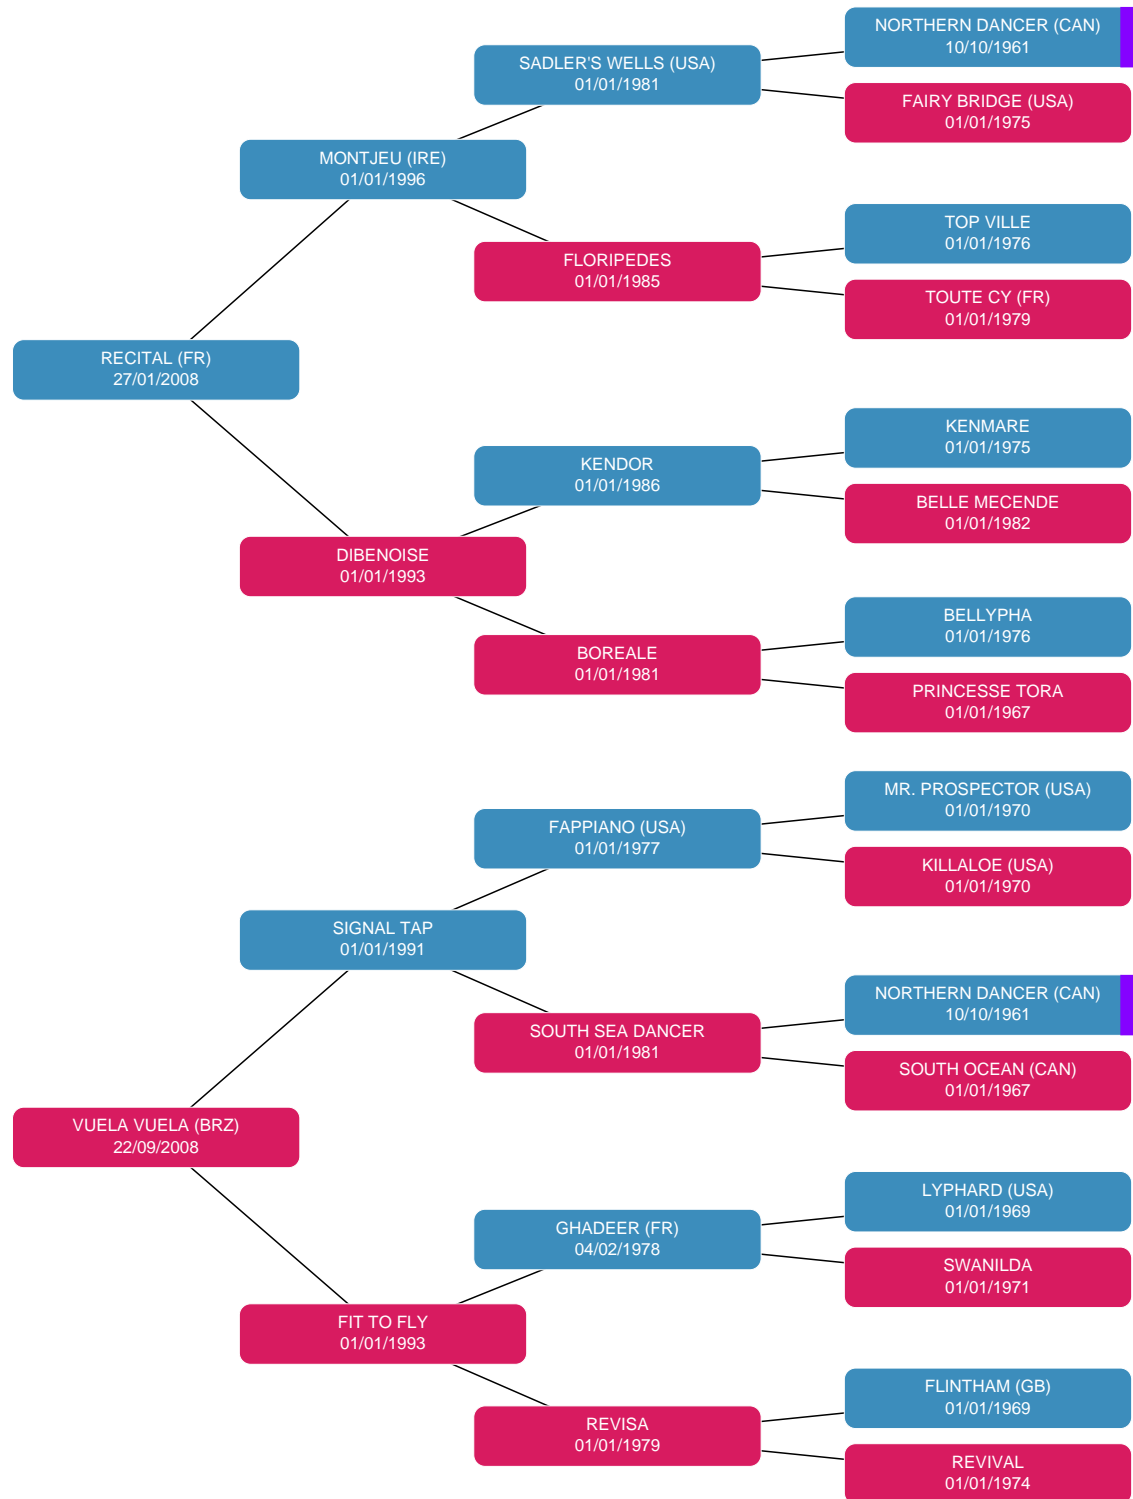 NORTHERN DANCER (CAN)
10/10/1961
SADLER'S WELLS (USA)
01/01/1981
FAIRY BRIDGE (USA)
01/01/1975
MONTJEU (IRE)
01/01/1996
TOP VILLE
01/01/1976
FLORIPEDES
01/01/1985
TOUTE CY (FR)
01/01/1979
RECITAL (FR)
27/01/2008
KENMARE
01/01/1975
KENDOR
01/01/1986
BELLE MECENDE
01/01/1982
DIBENOISE
01/01/1993
BELLYPHA
01/01/1976
BOREALE
01/01/1981
PRINCESSE TORA
01/01/1967
MR. PROSPECTOR (USA)
01/01/1970
FAPPIANO (USA)
01/01/1977
KILLALOE (USA)
01/01/1970
SIGNAL TAP
01/01/1991
NORTHERN DANCER (CAN)
10/10/1961
SOUTH SEA DANCER
01/01/1981
SOUTH OCEAN (CAN)
01/01/1967
VUELA VUELA (BRZ)
22/09/2008
LYPHARD (USA)
01/01/1969
GHADEER (FR)
04/02/1978
SWANILDA
01/01/1971
FIT TO FLY
01/01/1993
FLINTHAM (GB)
01/01/1969
REVISA
01/01/1979
REVIVAL
01/01/1974